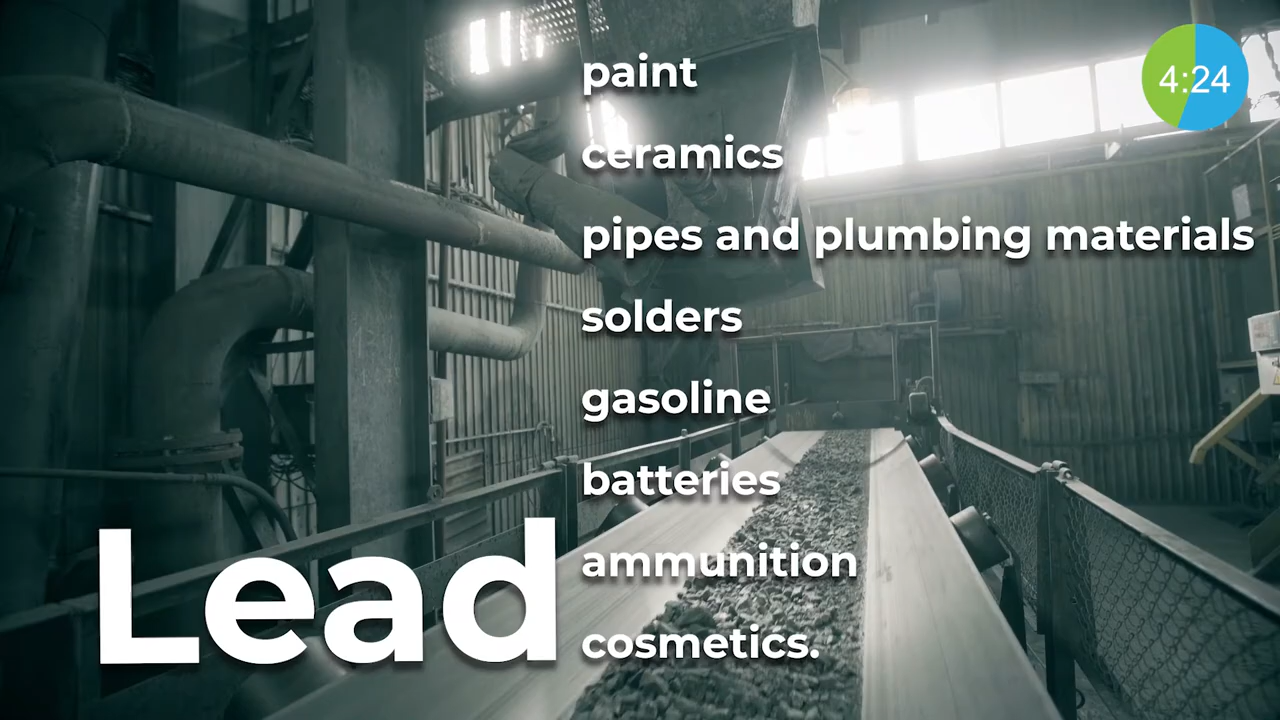 4:24
paint
ceramics
pipes and plumbing materials
solders
gasoline
batteries
ammunition
cosmetics.
Lead